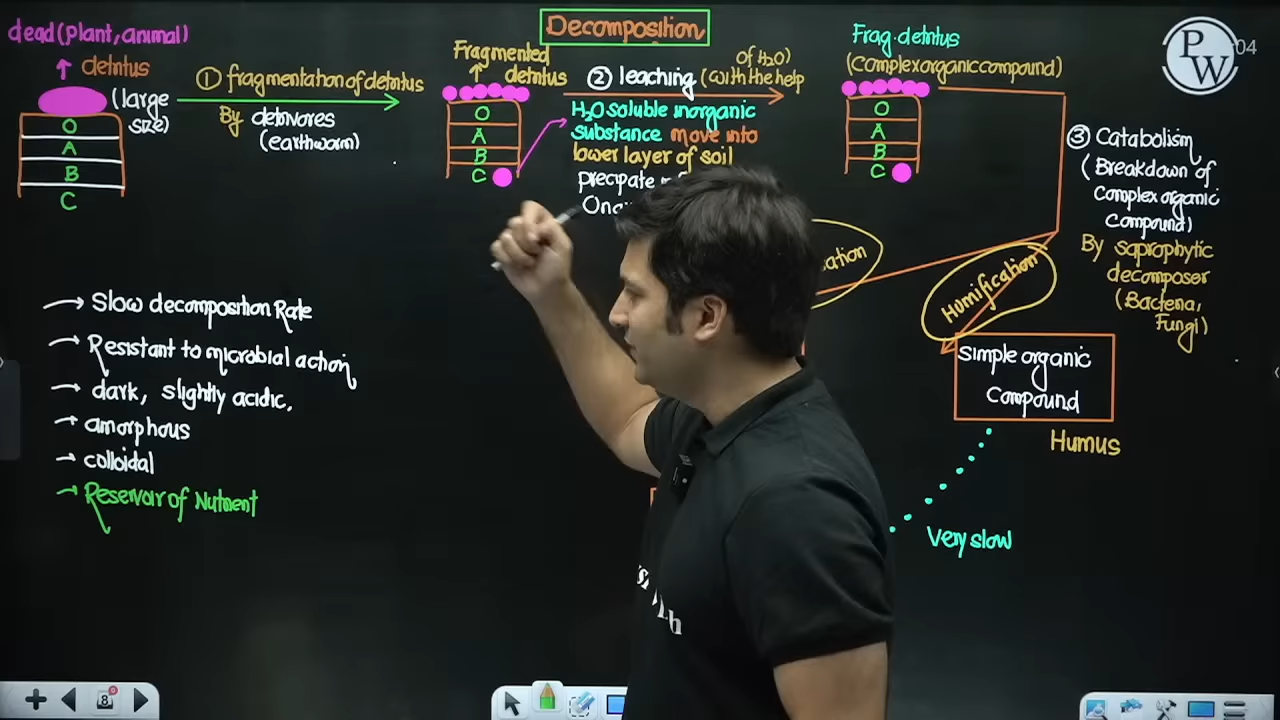 Decomposition
dead (plant, animal)
detritus
(large
size)
O
A
B
C
① fragmentation of detritus
By detrivores
(earthworm)
Fragmented
detritus
O
A
B
C
② leaching (with the help
of H₂O)
H₂O soluble inorganic
substance move into
lower layer of soil
precipate
Frag. detritus
(complex organic compound)
O
A
B
C
PW
04
③ Catabolism
(Breakdown of
Complex organic
Compound)
By saprophytic
decomposer
(Bacteria,
Fungi)
Humification
Simple organic
Compound
Humus
Very slow
→ Slow decomposition Rate
→ Resistant to microbial action
→ dark, slightly acidic.
→ amorphous
→ colloidal
→ Reservoir of Nutrient
8